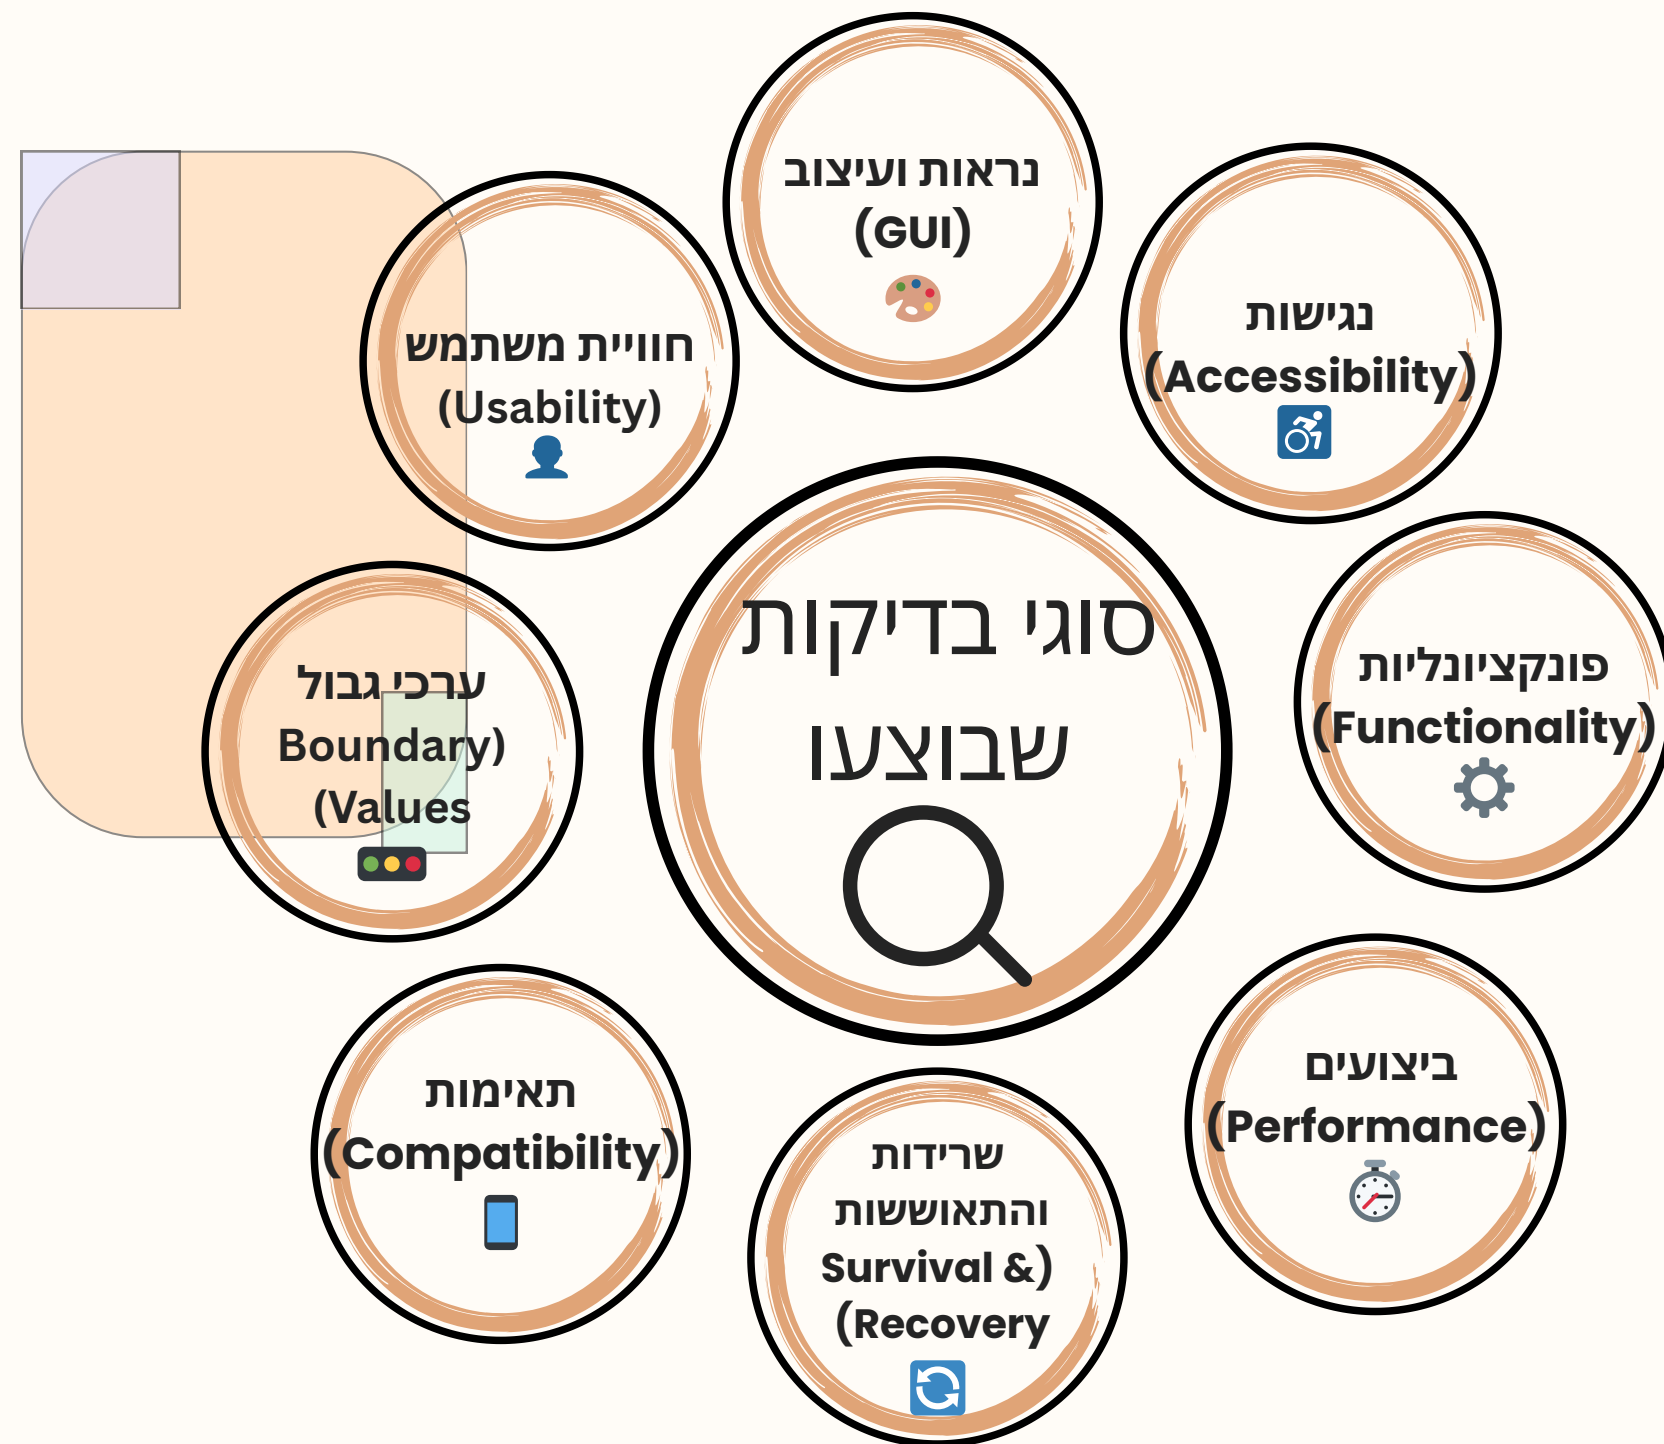 נראות ועיצוב
(GUI)
נגישות
(Accessibility)
חוויית משתמש
(Usability)
סוגי בדיקות
שבוצעו
פונקציונליות
(Functionality)
ערכי גבול
Boundary)
(Values
ביצועים
(Performance)
תאימות
(Compatibility)
שרידות
והתאוששות
Survival &)
(Recovery